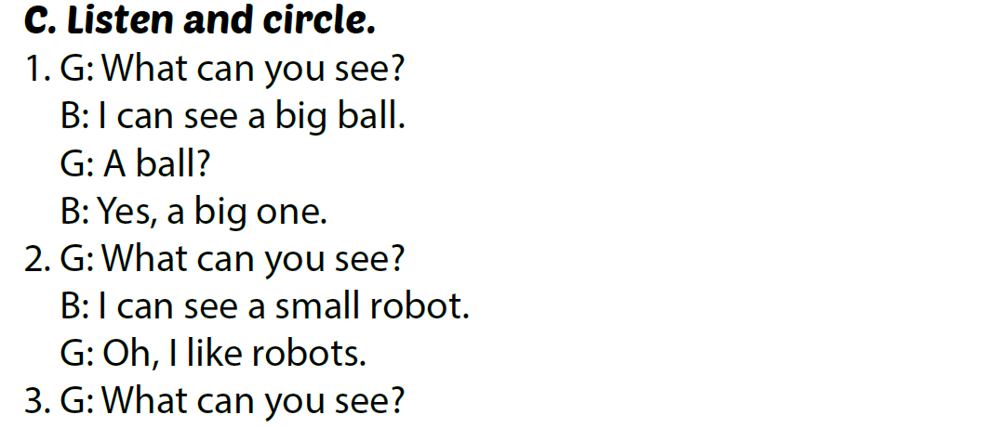 C. Listen and circle.
1. G: What can you see?
B: I can see a big ball.
G: A ball?
B: Yes, a big one.
2. G: What can you see?
B: I can see a small robot.
G: Oh, I like robots.
3. G: What can you see?